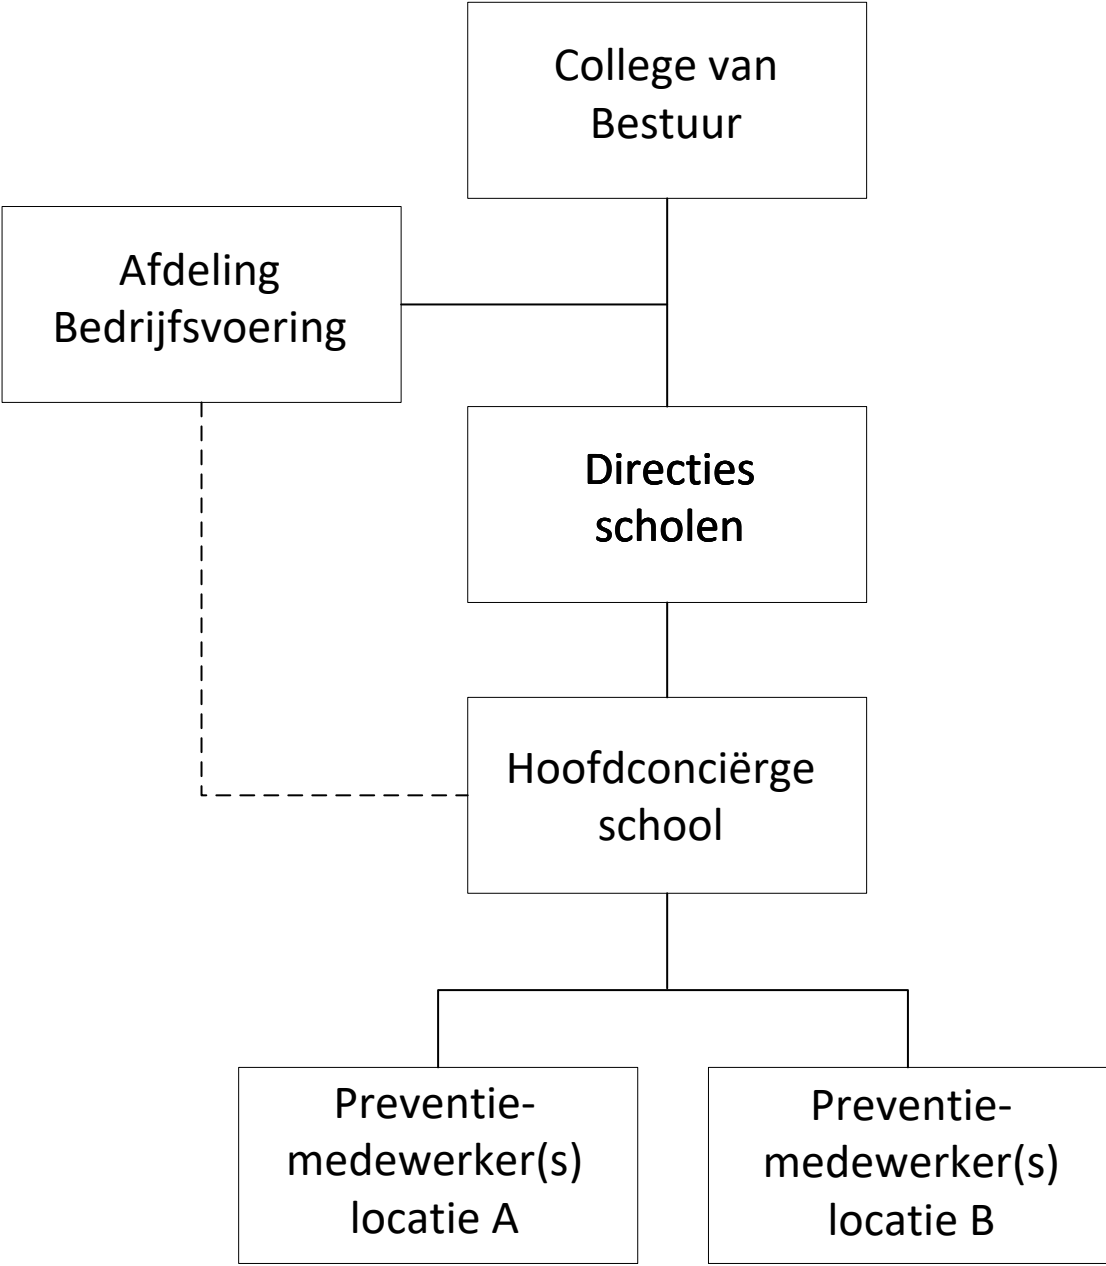 College van
Bestuur
Afdeling
Bedrijfsvoering
Directies
scholen
Hoofdconciërge
school
Preventie-
medewerker(s)
locatie A
Preventie-
medewerker(s)
locatie B